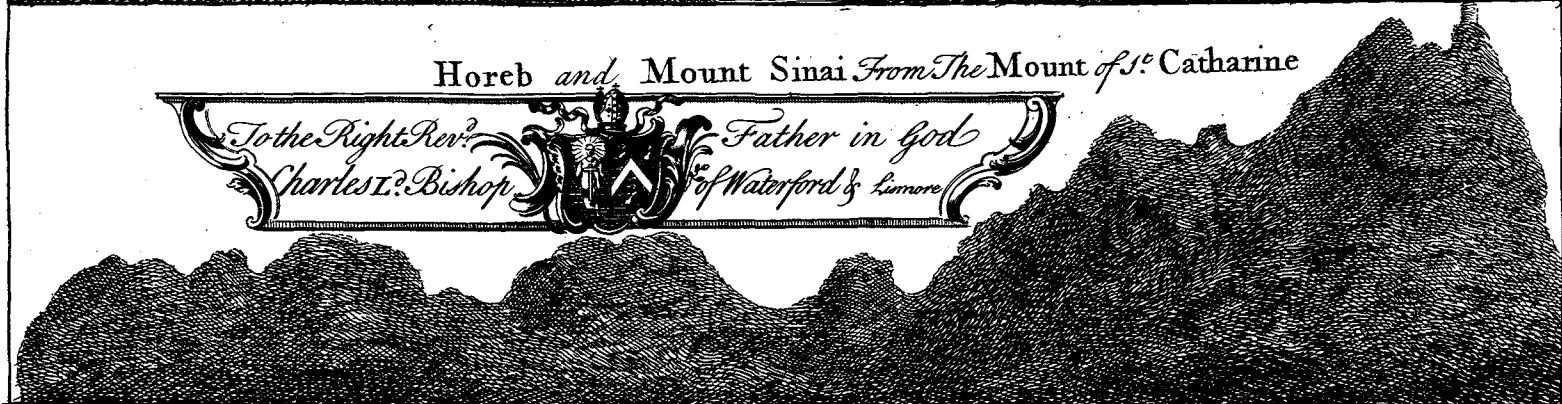 Horeb and Mount Sinai From The Mount of St. Catharine
To the Right Revd. Father in God
Charles Ld. Bishop of Waterford & Lismore